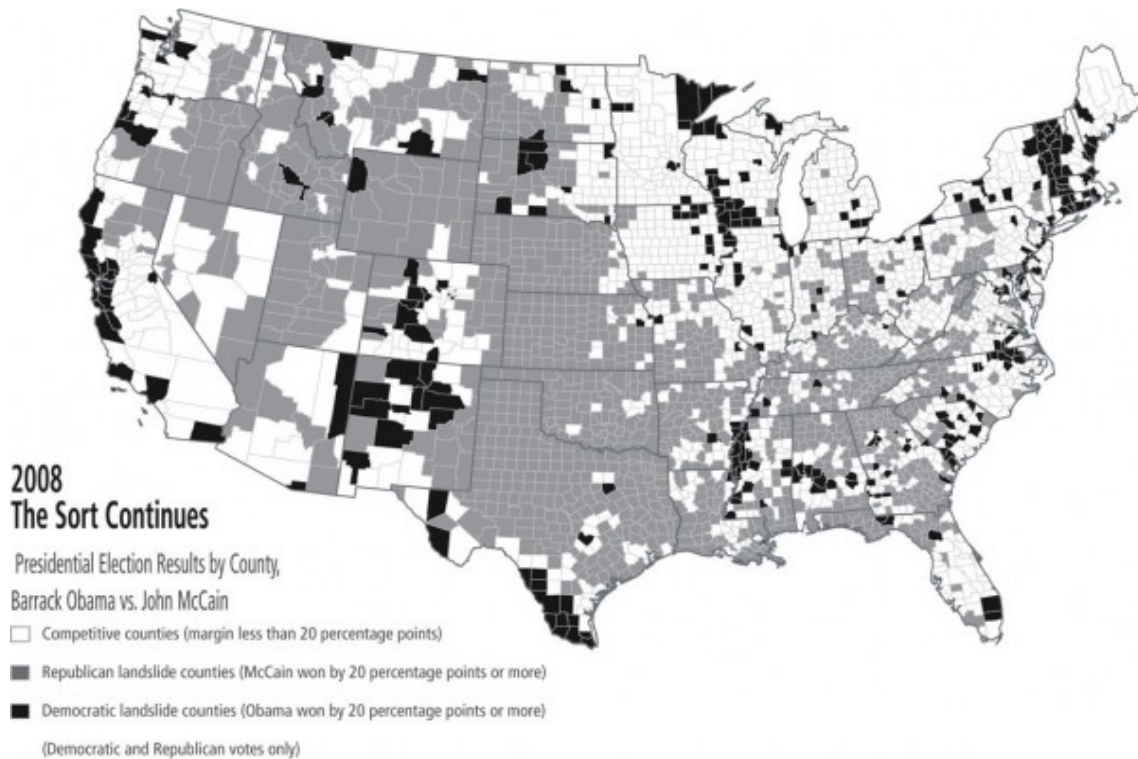 2008
The Sort Continues
Presidential Election Results by County,
Barrack Obama vs. John McCain
Competitive counties (margin less than 20 percentage points)
Republican landslide counties (McCain won by 20 percentage points or more)
Democratic landslide counties (Obama won by 20 percentage points or more)
(Democratic and Republican votes only)